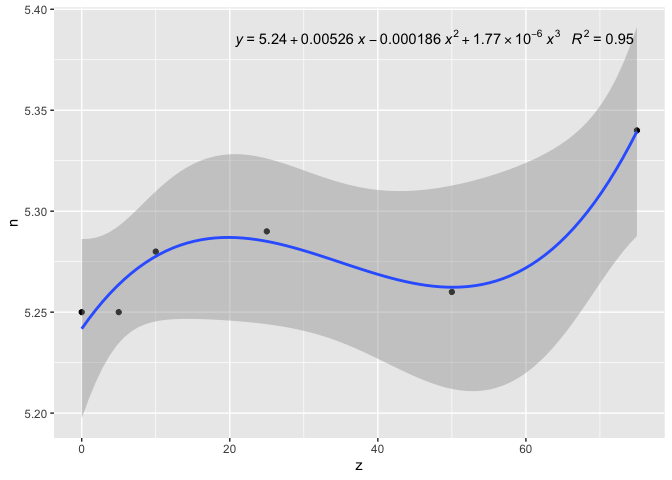 5.40
y = 5.24 + 0.00526 x − 0.000186 x² + 1.77 × 10⁻⁶ x³ R² = 0.95
5.35
5.30
n
5.25
5.20
0 20 40 60
z